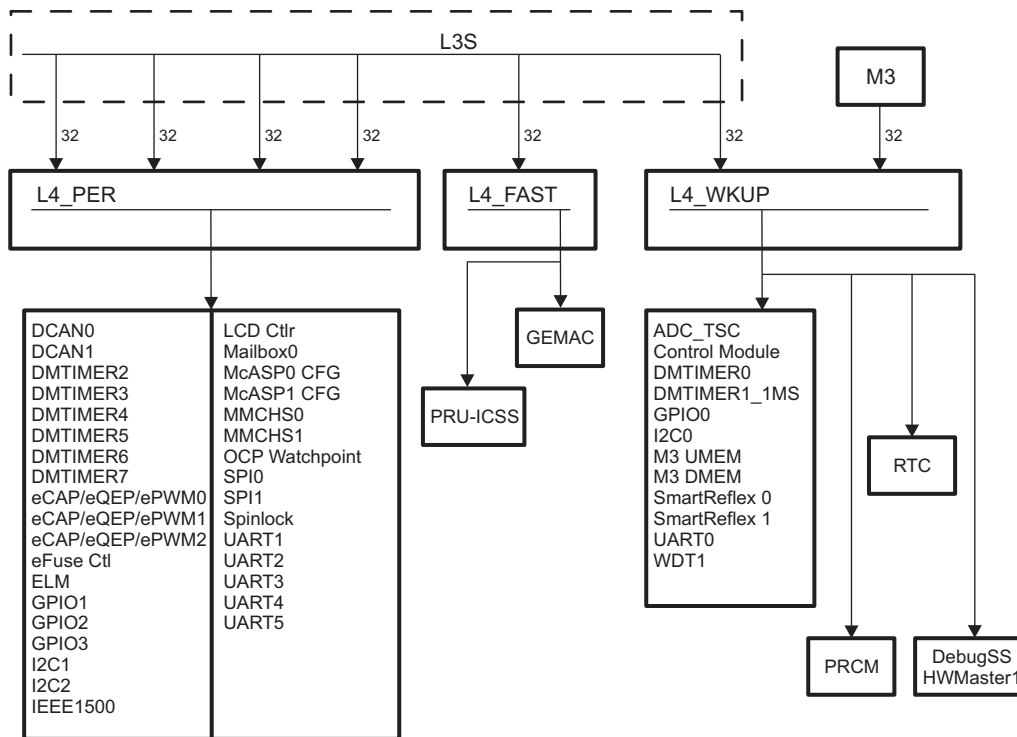 L3S
M3
32
32
32
32
32
32
32
L4_PER
L4_FAST
L4_WKUP
DCAN0
DCAN1
DMTIMER2
DMTIMER3
DMTIMER4
DMTIMER5
DMTIMER6
DMTIMER7
eCAP/eQEP/ePWM0
eCAP/eQEP/ePWM1
eCAP/eQEP/ePWM2
eFuse Ctl
ELM
GPIO1
GPIO2
GPIO3
I2C1
I2C2
IEEE1500
LCD Ctlr
Mailbox0
McASP0 CFG
McASP1 CFG
MMCHS0
MMCHS1
OCP Watchpoint
SPI0
SPI1
Spinlock
UART1
UART2
UART3
UART4
UART5
PRU-ICSS
GEMAC
ADC_TSC
Control Module
DMTIMER0
DMTIMER1_1MS
GPIO0
I2C0
M3 UMEM
M3 DMEM
SmartReflex 0
SmartReflex 1
UART0
WDT1
PRCM
RTC
DebugSS
HWMaster1